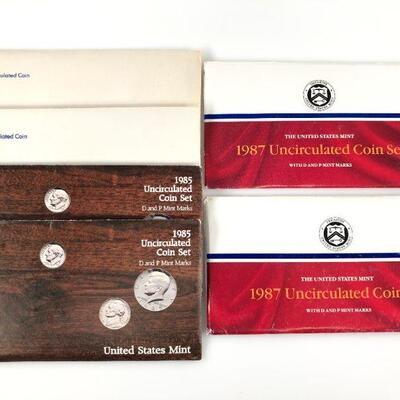 ulated Coin
ulated Coin
1985
Uncirculated
Coin Set
D and P Mint Marks
1985
Uncirculated
Coin Set
D and P Mint Marks
United States Mint
THE UNITED STATES MINT
1987 Uncirculated Coin Se
WITH D AND P MINT MARKS
THE UNITED STATES MINT
1987 Uncirculated Coin
WITH D AND P MINT MARKS